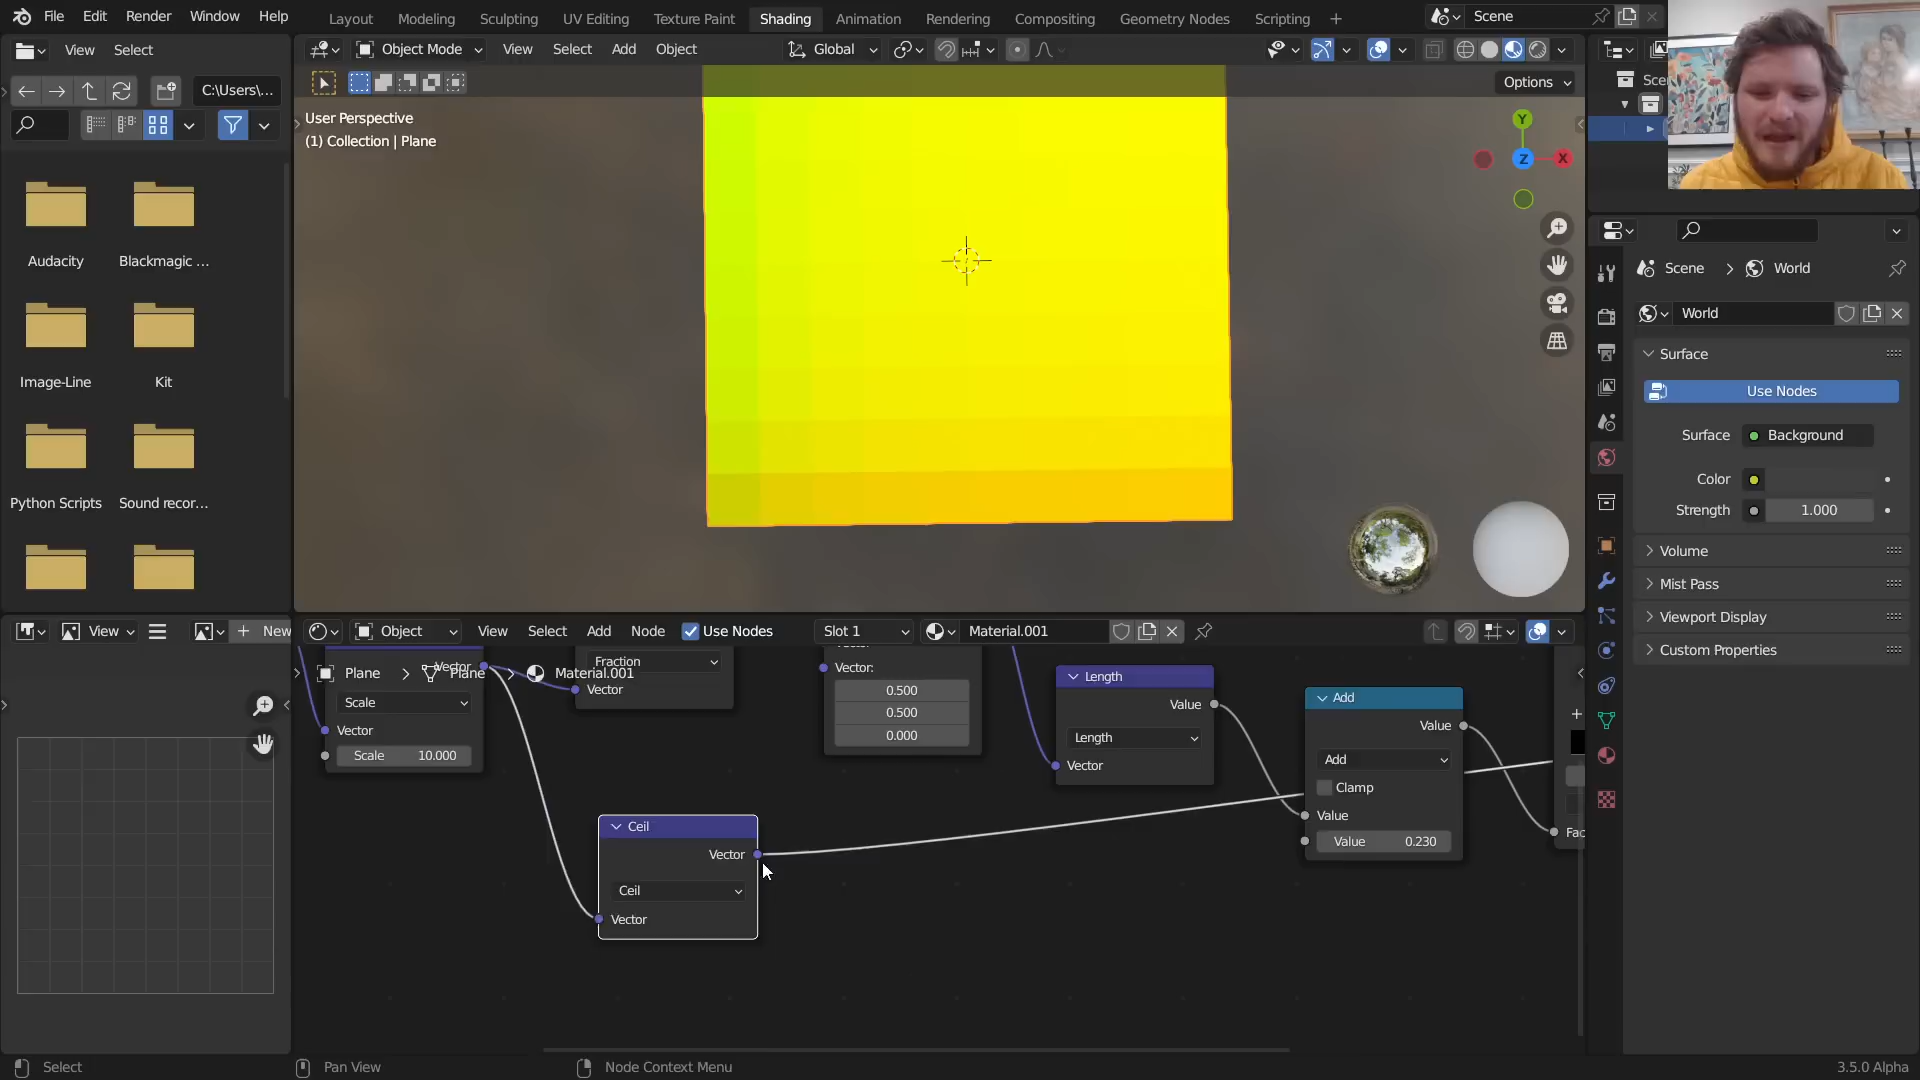 File Edit Render Window Help
Layout Modeling Sculpting UV Editing Texture Paint Shading Animation Rendering Compositing Geometry Nodes Scripting +
Scene
View Select
Object Mode View Select Add Object
Global
C:\Users\...
Options
User Perspective
(1) Collection | Plane
Y
Z
X
Audacity
Blackmagic ...
Image-Line
Kit
Python Scripts
Sound recor...
Scene > World
World
Surface
Use Nodes
Surface Background
Color
Strength 1.000
Volume
Mist Pass
Viewport Display
Custom Properties
View
New
Object View Select Add Node Use Nodes
Slot 1
Material.001
Plane > Plane > Material.001
Vector
Scale
Vector
Scale 10.000
Fraction
Vector
Vector:
0.500
0.500
0.000
Length
Value
Length
Vector
Add
Value
Add
Clamp
Value
Value 0.230
Fac
Ceil
Vector
Ceil
Vector
Select
Pan View
Node Context Menu
3.5.0 Alpha